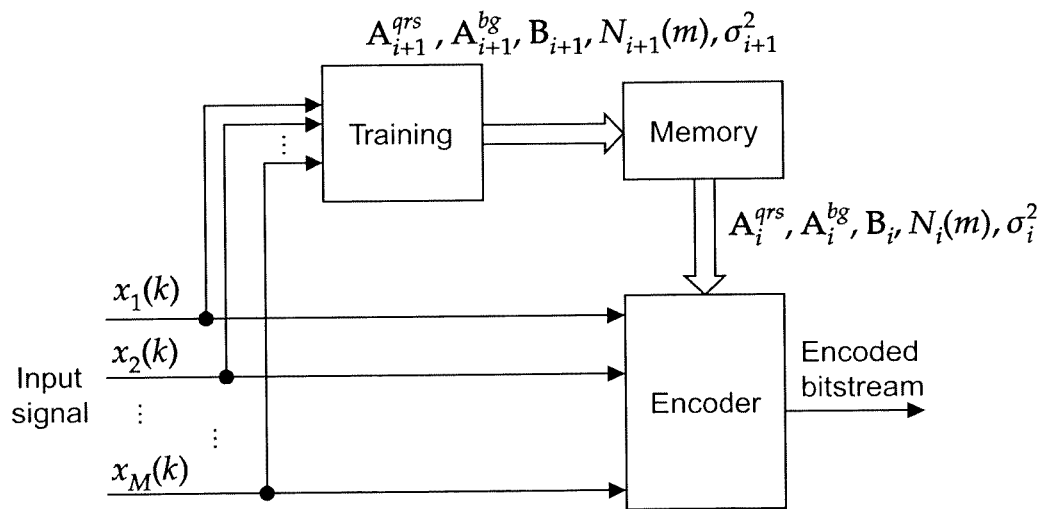 A^{qrs}_{i+1}, A^{bg}_{i+1}, B_{i+1}, N_{i+1}(m), σ^2_{i+1}
Training
⋮
Memory
A^{qrs}_i, A^{bg}_i, B_i, N_i(m), σ^2_i
x_1(k)
x_2(k)
Input
signal
⋮
⋮
x_M(k)
Encoder
Encoded
bitstream